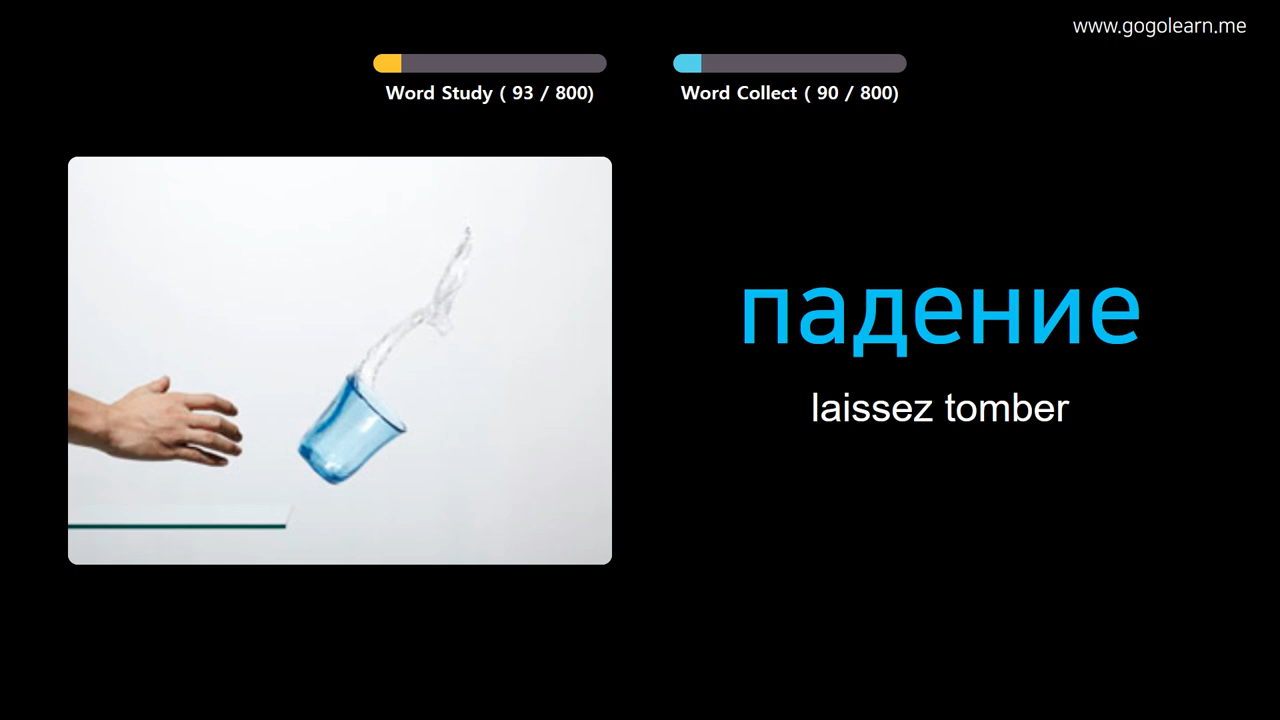 www.gogolearn.me
Word Study ( 93 / 800)
Word Collect ( 90 / 800)
падение
laissez tomber